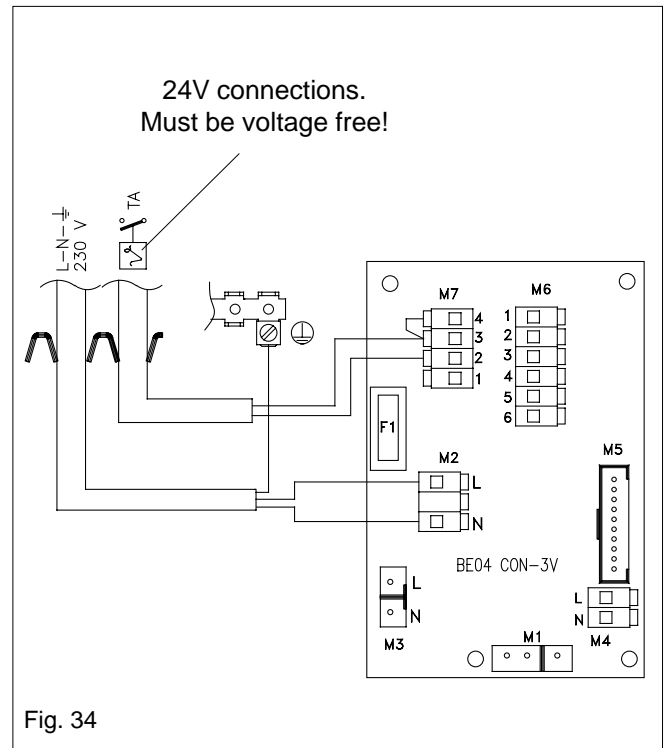 24V connections.
Must be voltage free!
L-N-⏚
230 V
TA
M7
4
3
2
1
M6
1
2
3
4
5
6
F1
M2
L
N
M5
BE04 CON-3V
L
N
M3
L
N
M4
M1
Fig. 34